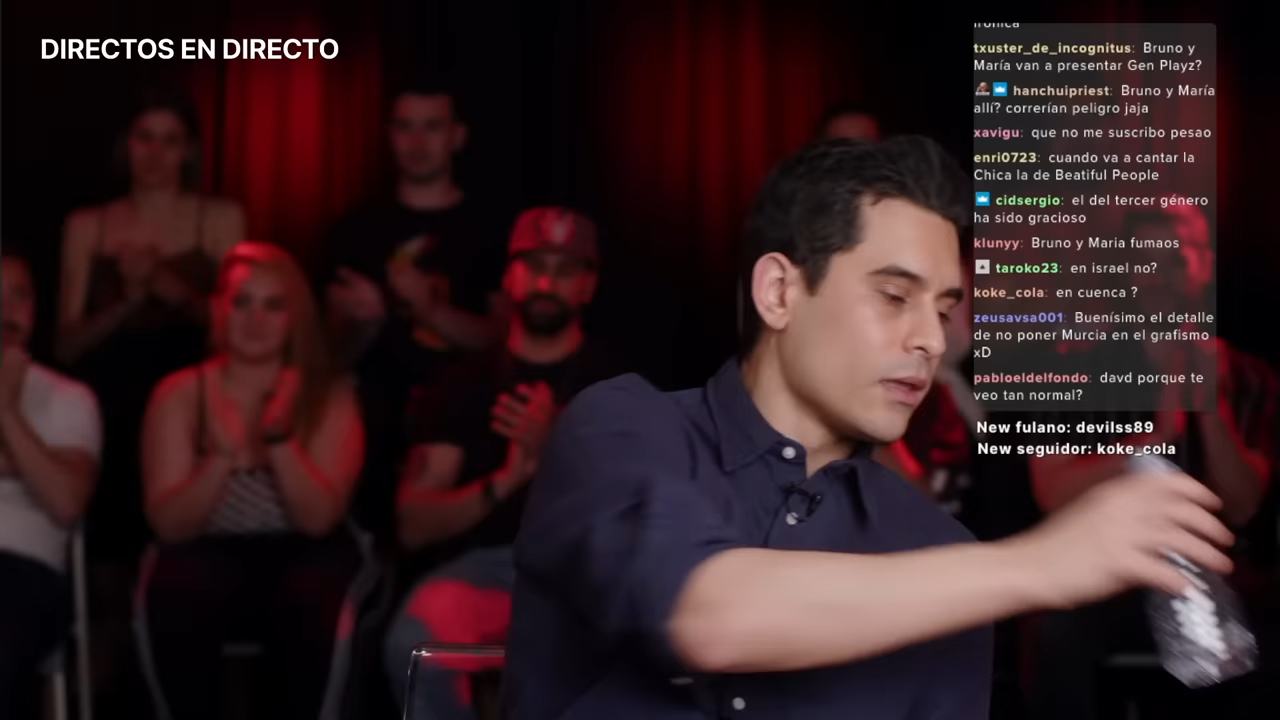 DIRECTOS EN DIRECTO
irónica
txuster_de_incognitus: Bruno y
María van a presentar Gen Playz?
hanchuipriest: Bruno y María
allí? correrían peligro jaja
xavigu: que no me suscribo pesao
enri0723: cuando va a cantar la
Chica la de Beatiful People
cidsergio: el del tercer género
ha sido gracioso
klunyy: Bruno y Maria fumaos
taroko23: en israel no?
koke_cola: en cuenca ?
zeusavsa001: Buenísimo el detalle
de no poner Murcia en el grafismo
xD
pabloeldelfondo: davd porque te
veo tan normal?
New fulano: devilss89
New seguidor: koke_cola